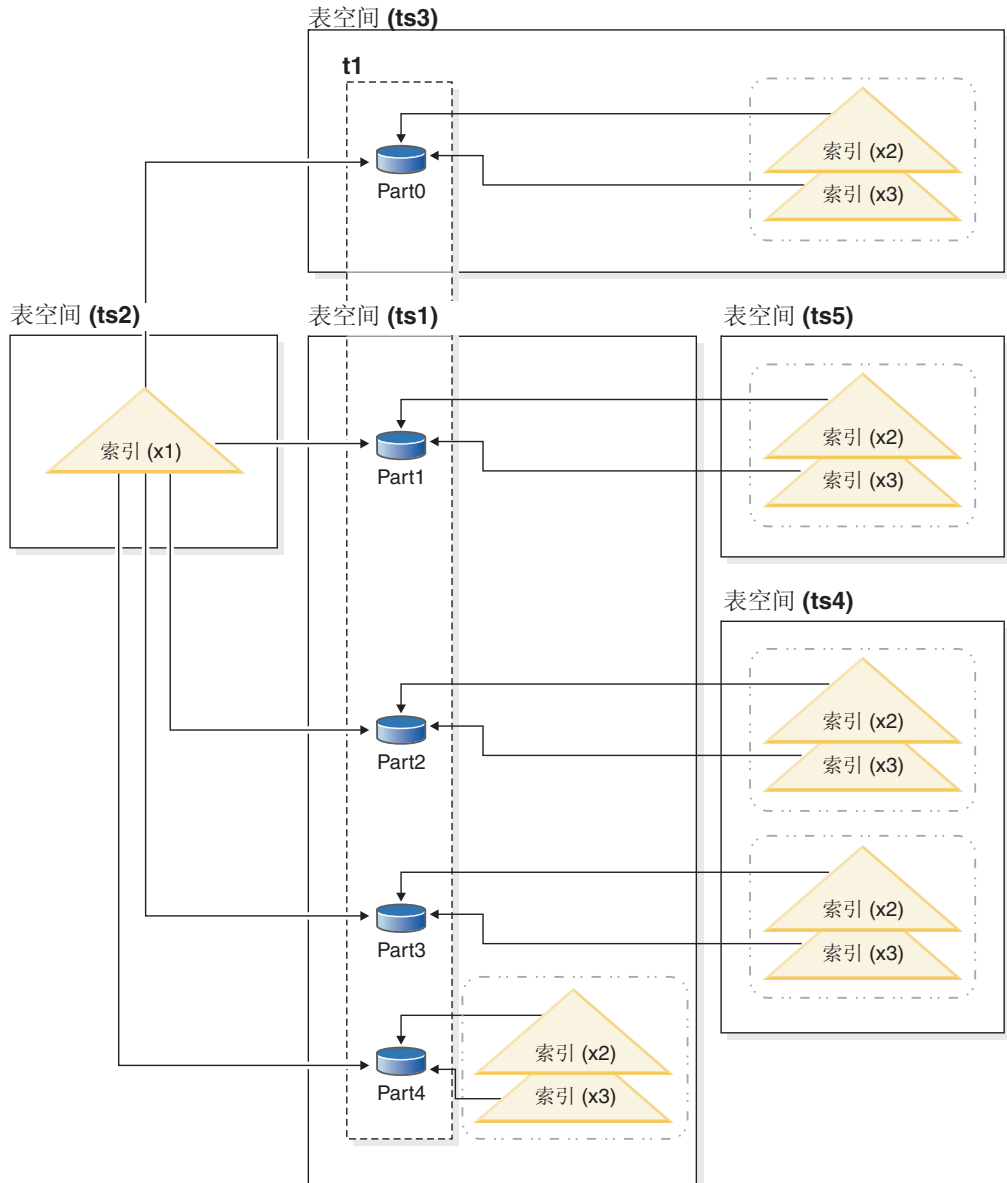 表空间 (ts3)
t1
索引 (x2)
Part0
索引 (x3)
表空间 (ts2)
表空间 (ts1)
表空间 (ts5)
索引 (x1)
索引 (x2)
Part1
索引 (x3)
表空间 (ts4)
索引 (x2)
Part2
索引 (x3)
索引 (x2)
Part3
索引 (x3)
索引 (x2)
Part4
索引 (x3)